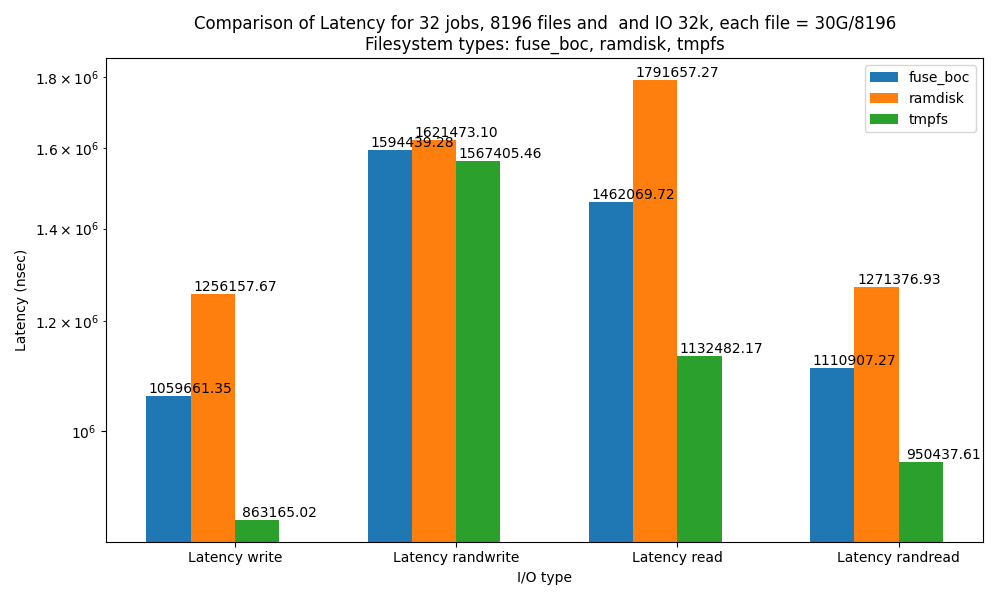 Comparison of Latency for 32 jobs, 8196 files and  and IO 32k, each file = 30G/8196
Filesystem types: fuse_boc, ramdisk, tmpfs
fuse_boc
ramdisk
tmpfs
Latency (nsec)
1.8 × 10⁶
1.6 × 10⁶
1.4 × 10⁶
1.2 × 10⁶
10⁶
1059661.35
1256157.67
863165.02
1594439.28
1621473.10
1567405.46
1462069.72
1791657.27
1132482.17
1110907.27
1271376.93
950437.61
Latency write
Latency randwrite
Latency read
Latency randread
I/O type